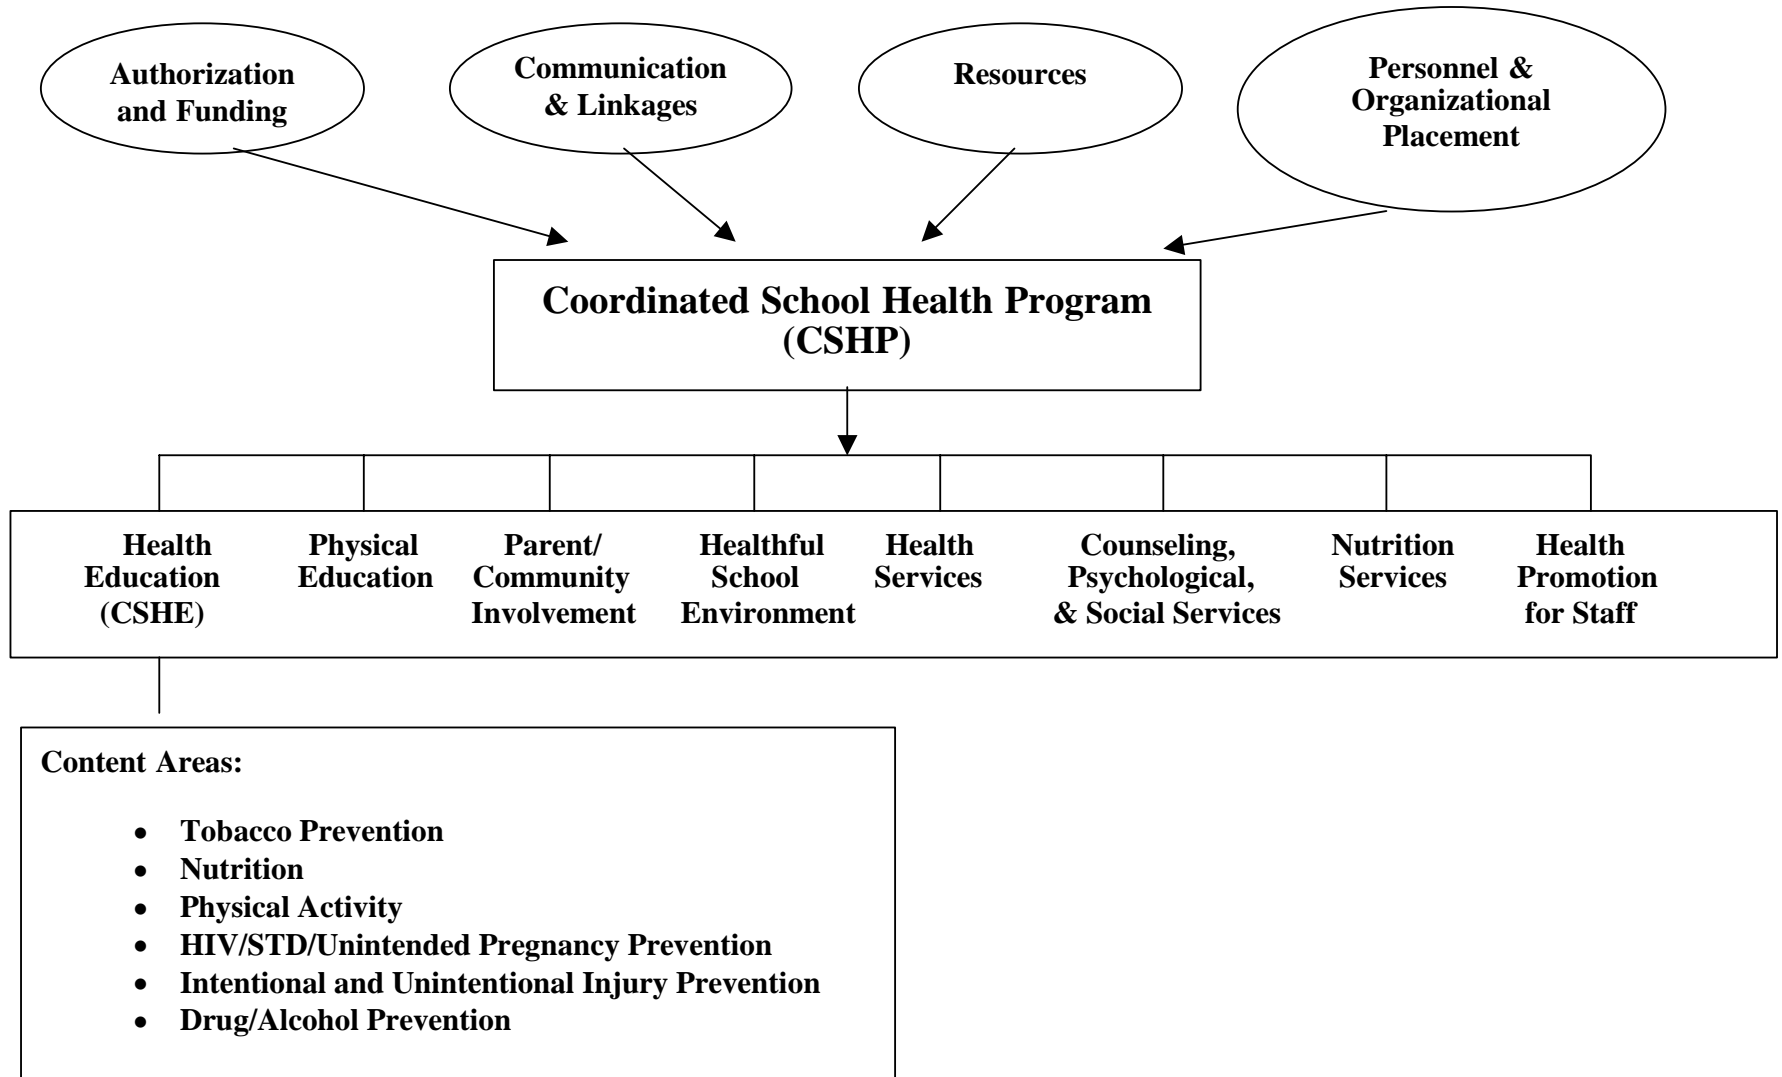 Authorization
and Funding
Communication
& Linkages
Resources
Personnel &
Organizational
Placement
Coordinated School Health Program
(CSHP)
Health
Education
(CSHE)
Physical
Education
Parent/
Community
Involvement
Healthful
School
Environment
Health
Services
Counseling,
Psychological,
& Social Services
Nutrition
Services
Health
Promotion
for Staff
Content Areas:
• Tobacco Prevention
• Nutrition
• Physical Activity
• HIV/STD/Unintended Pregnancy Prevention
• Intentional and Unintentional Injury Prevention
• Drug/Alcohol Prevention